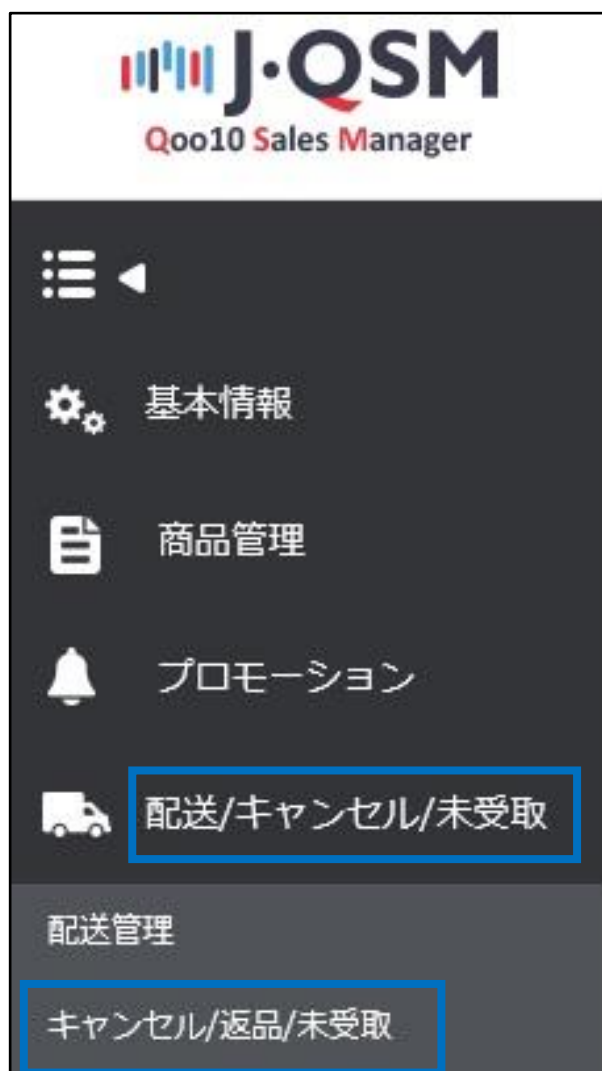 J·QSM
Qoo10 Sales Manager
基本情報
商品管理
プロモーション
配送/キャンセル/未受取
配送管理
キャンセル/返品/未受取